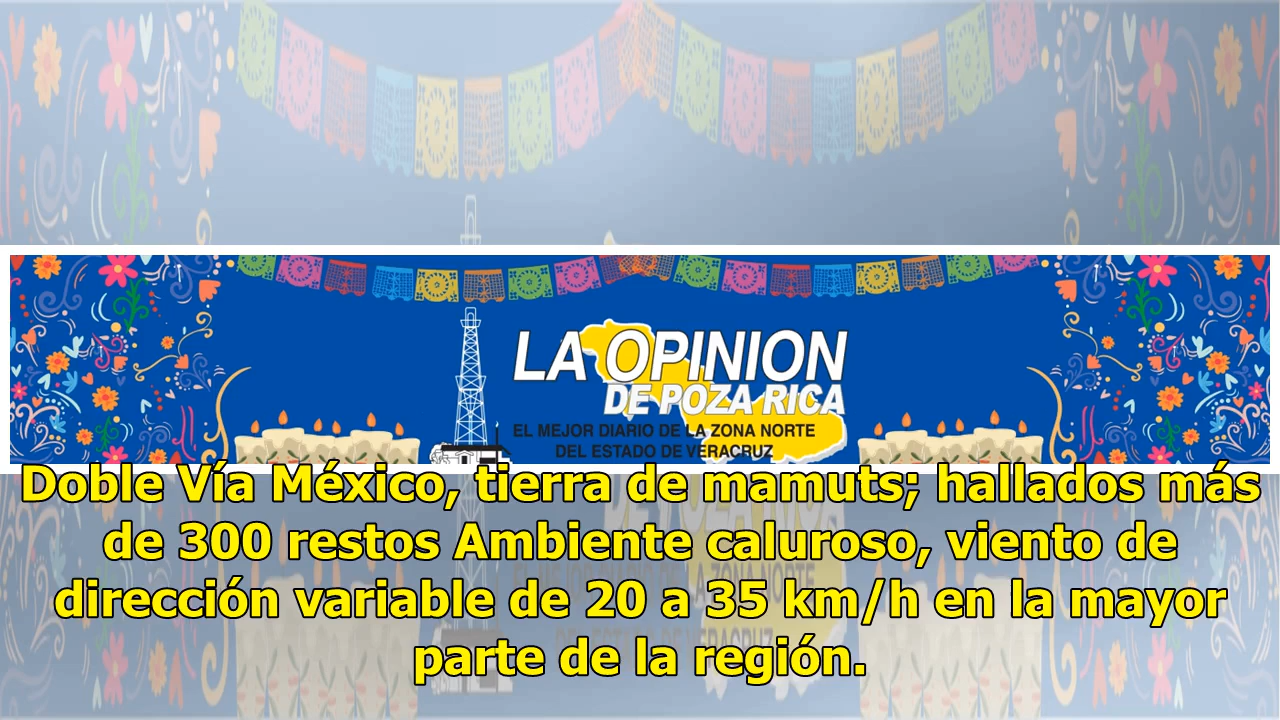 LA OPINION
DE POZA RICA
EL MEJOR DIARIO DE LA ZONA NORTE
DEL ESTADO DE VERACRUZ
Doble Vía México, tierra de mamuts; hallados más
de 300 restos Ambiente caluroso, viento de
dirección variable de 20 a 35 km/h en la mayor
parte de la región.